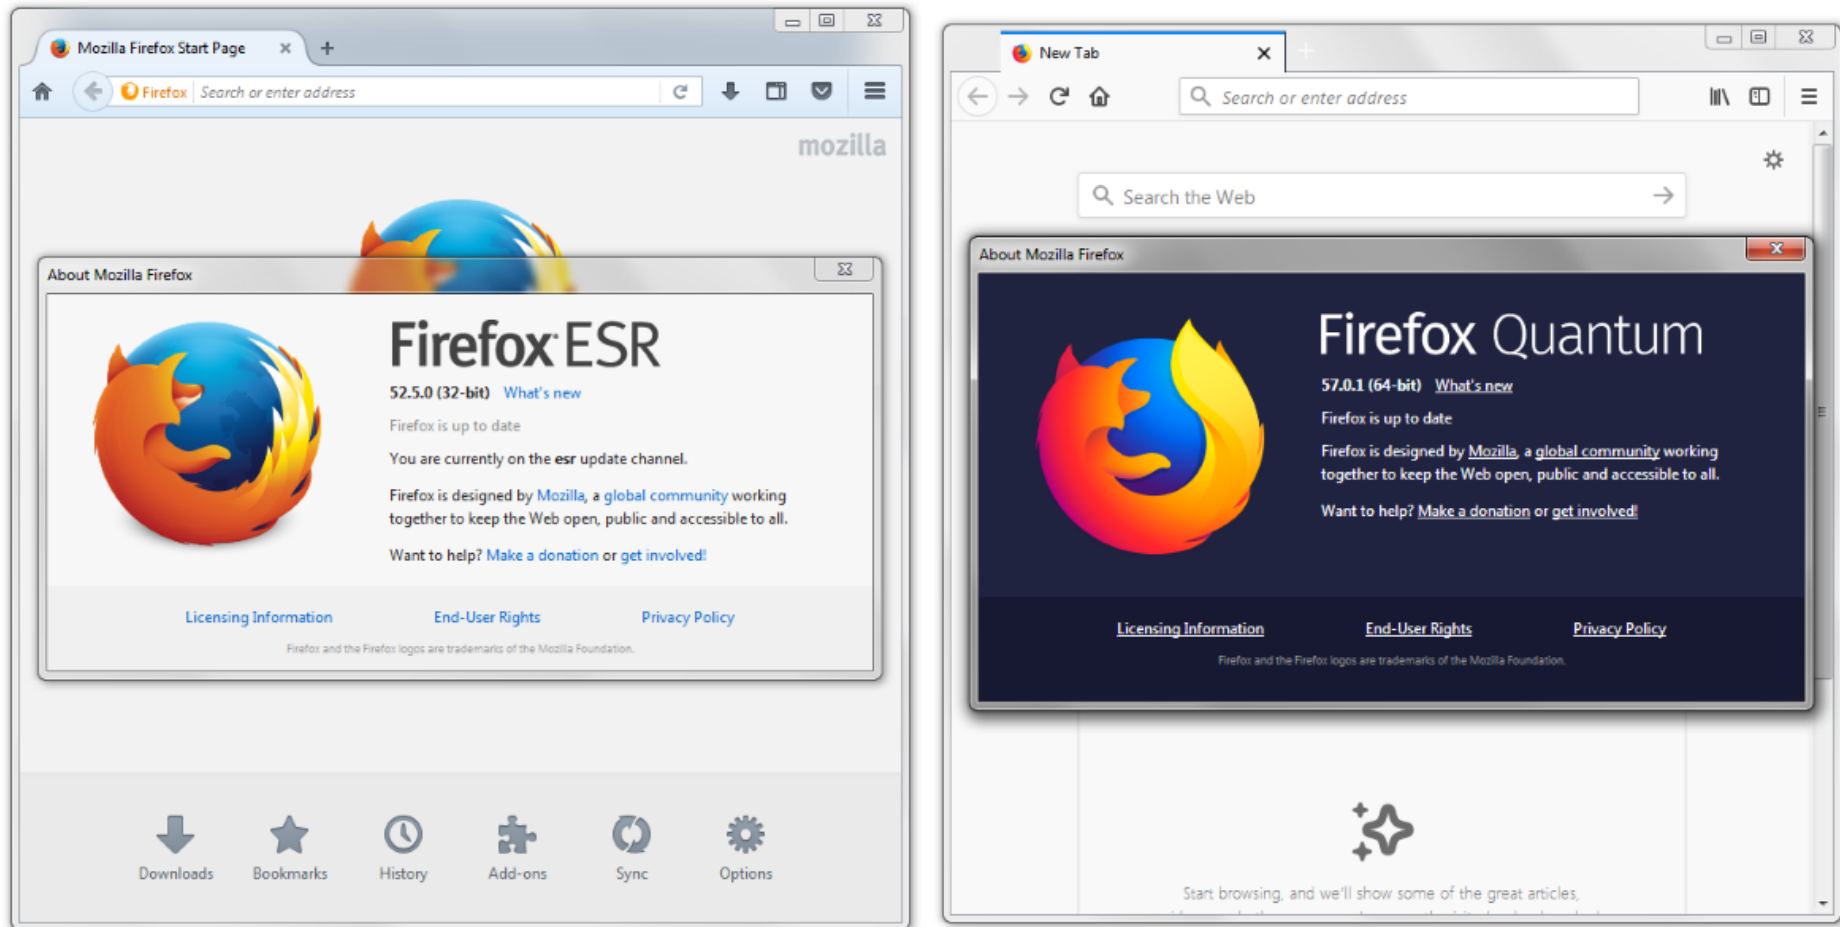 Mozilla Firefox Start Page
Firefox Search or enter address
mozilla
About Mozilla Firefox
Firefox ESR
52.5.0 (32-bit) What's new
Firefox is up to date
You are currently on the esr update channel.
Firefox is designed by Mozilla, a global community working
together to keep the Web open, public and accessible to all.
Want to help? Make a donation or get involved!
Licensing Information End-User Rights Privacy Policy
Firefox and the Firefox logos are trademarks of the Mozilla Foundation.
Downloads Bookmarks History Add-ons Sync Options
New Tab
Search or enter address
Search the Web
About Mozilla Firefox
Firefox Quantum
57.0.1 (64-bit) What's new
Firefox is up to date
Firefox is designed by Mozilla, a global community working
together to keep the Web open, public and accessible to all.
Want to help? Make a donation or get involved!
Licensing Information End-User Rights Privacy Policy
Firefox and the Firefox logos are trademarks of the Mozilla Foundation.
Start browsing, and we'll show some of the great articles,